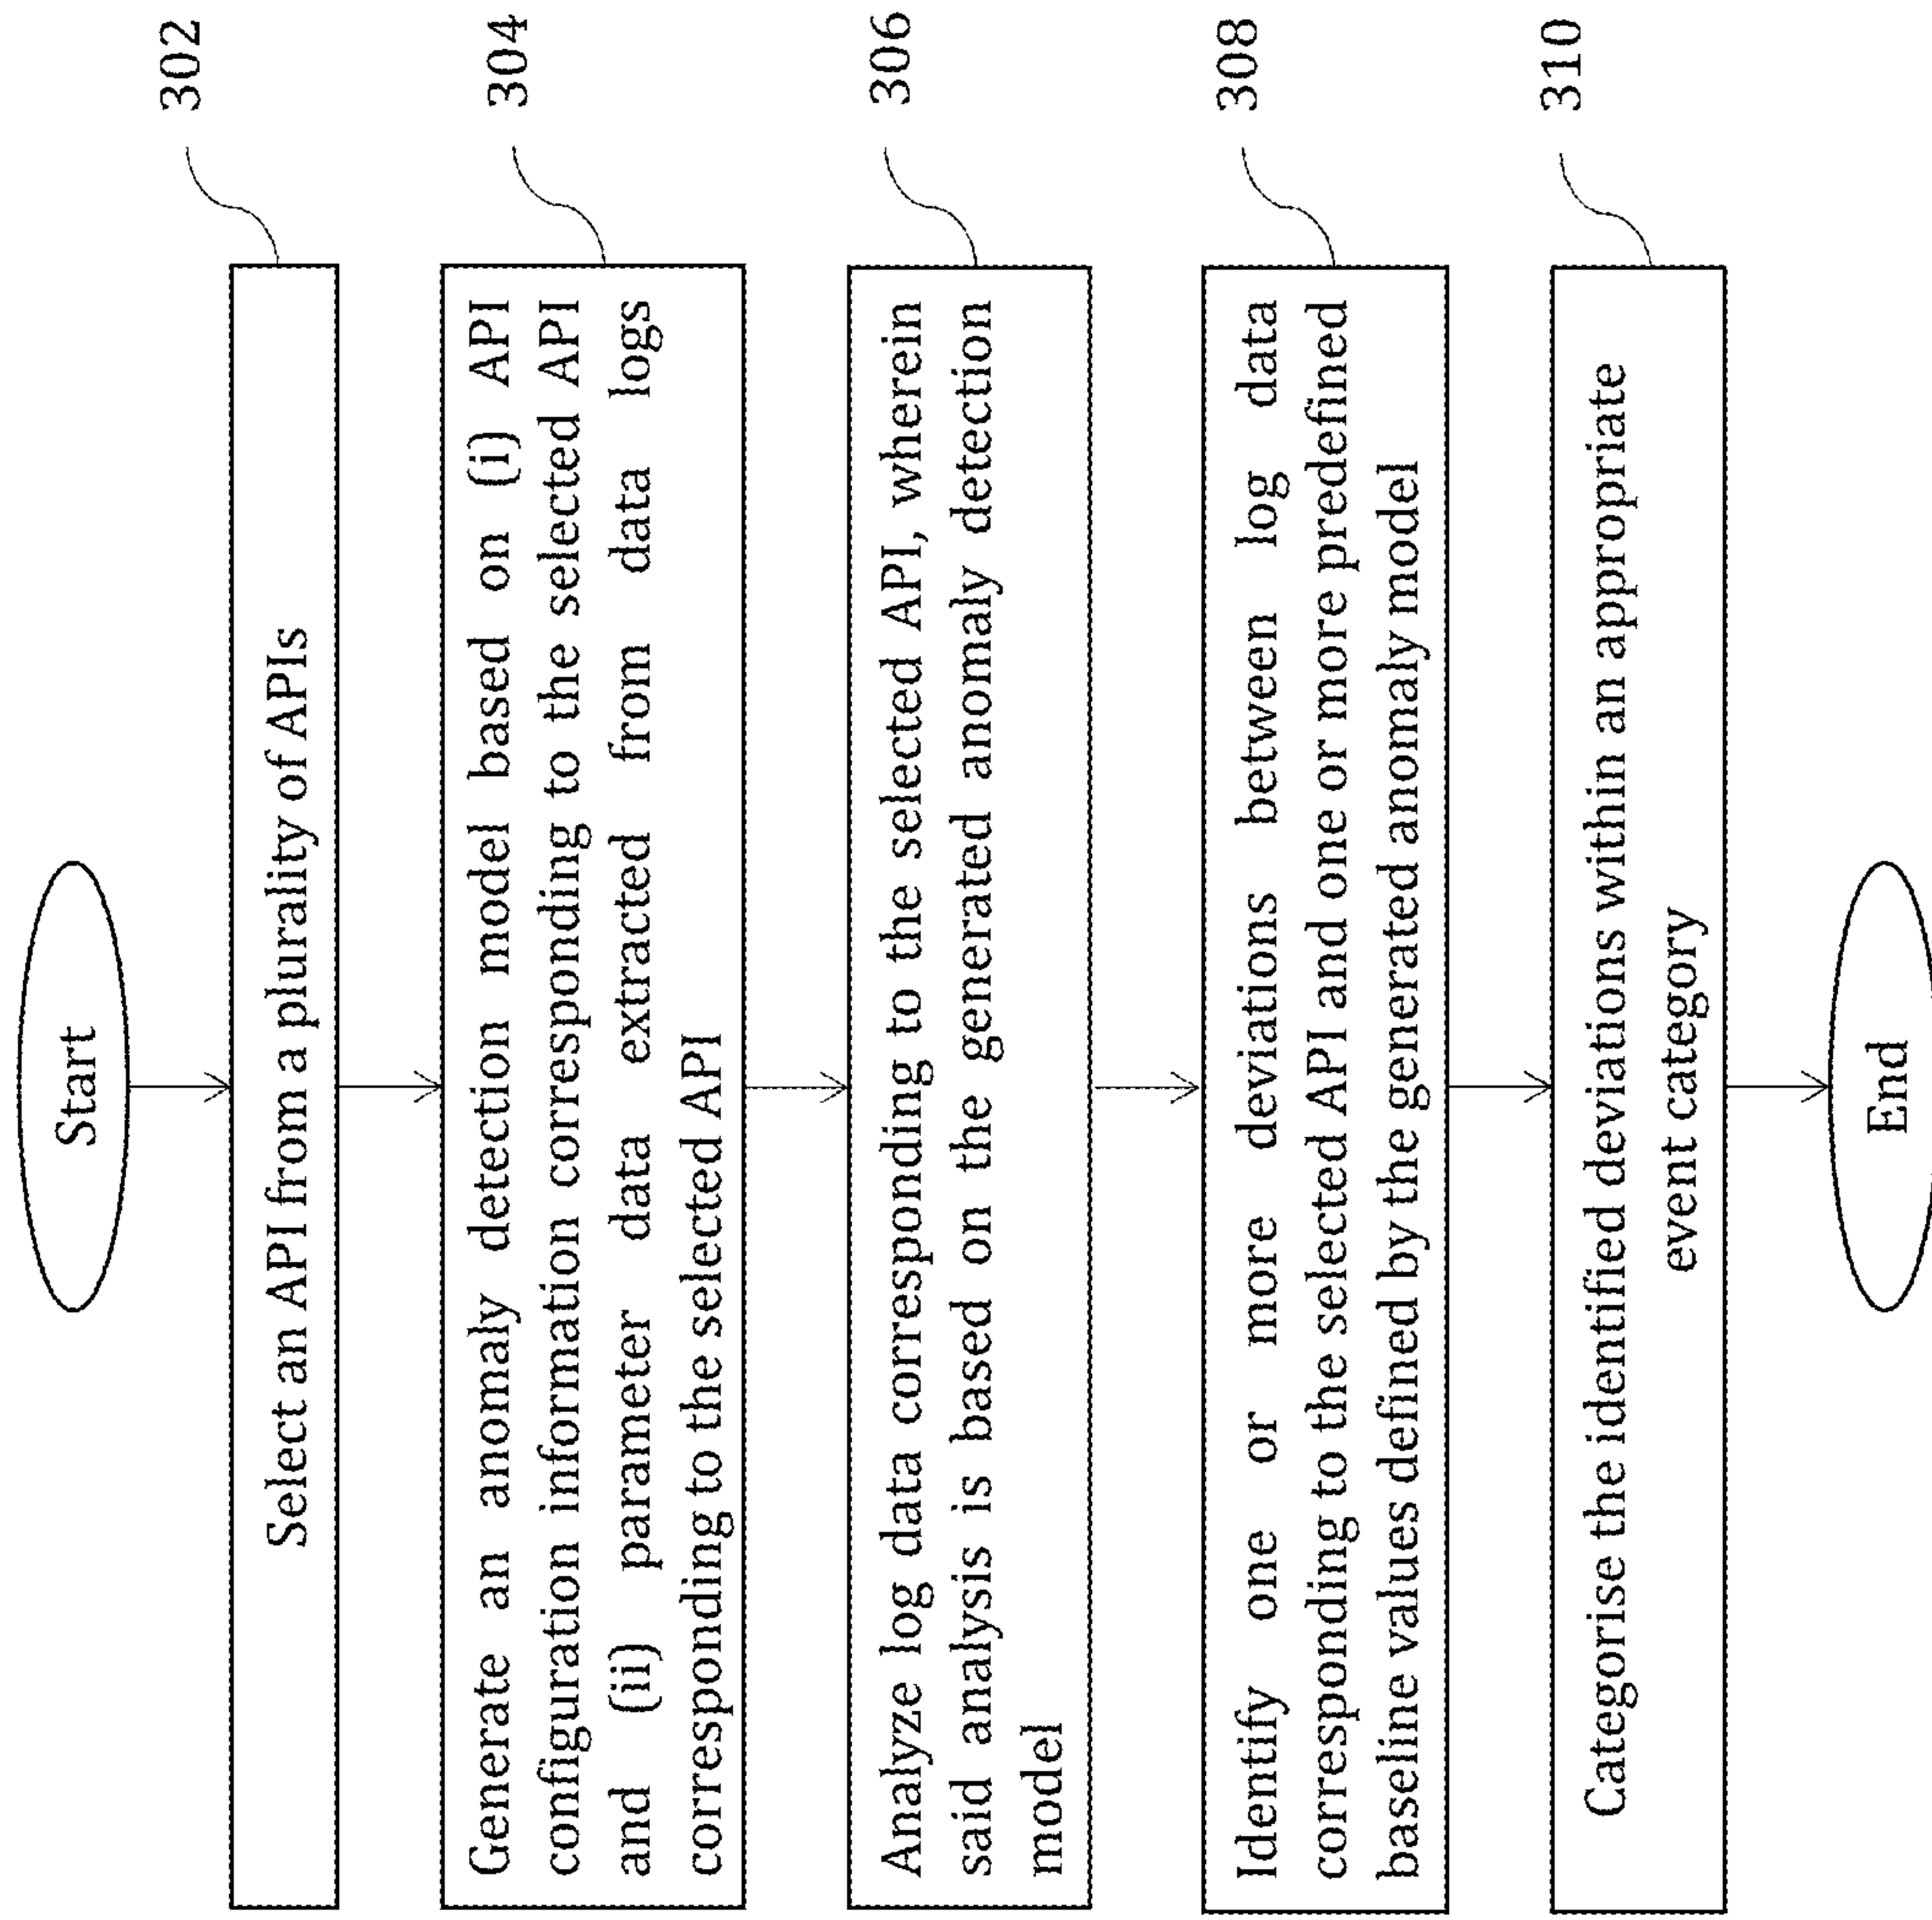 Start
Select an API from a plurality of APIs
302
Generate an anomaly detection model based on (i) API
configuration information corresponding to the selected API
and (ii) parameter data extracted from data logs
corresponding to the selected API
304
Analyze log data corresponding to the selected API, wherein
said analysis is based on the generated anomaly detection
model
306
Identify one or more deviations between log data
corresponding to the selected API and one or more predefined
baseline values defined by the generated anomaly model
308
Categorise the identified deviations within an appropriate
event category
310
End